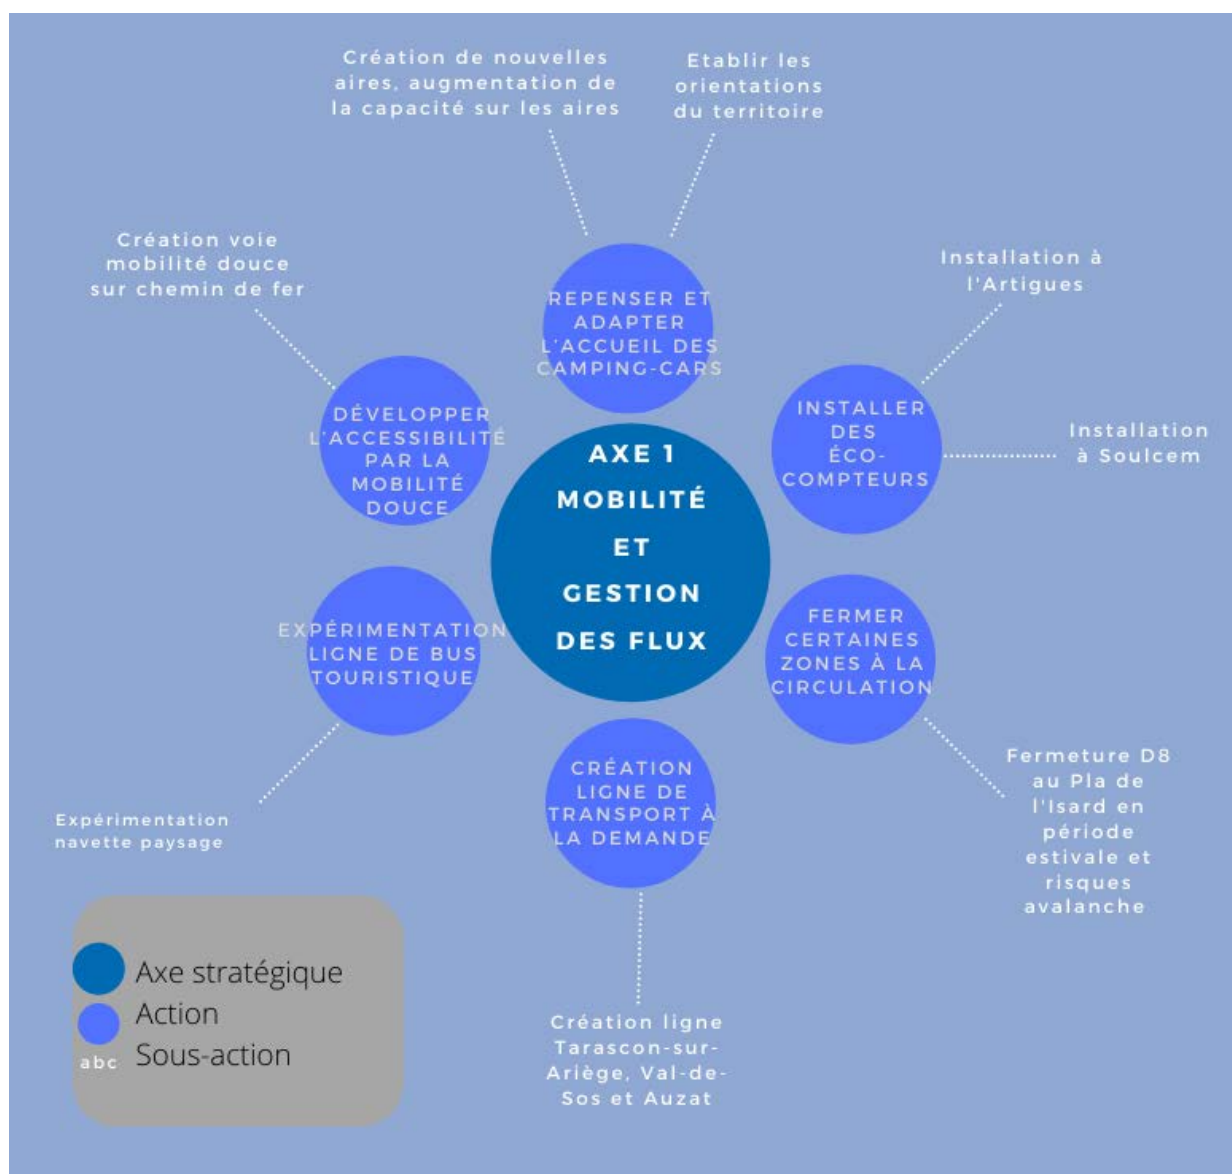 Création de nouvelles
aires, augmentation de
la capacité sur les aires
Etablir les
orientations
du territoire
Création voie
mobilité douce
sur chemin de fer
Installation à
l'Artigues
REPENSER ET
ADAPTER
L'ACCUEIL DES
CAMPING-CARS
DÉVELOPPER
L'ACCESSIBILITÉ
PAR LA
MOBILITÉ
DOUCE
INSTALLER
DES
ÉCO-
COMPTEURS
Installation
à Soulcem
AXE 1
MOBILITÉ
ET
GESTION
DES FLUX
EXPÉRIMENTATION
LIGNE DE BUS
TOURISTIQUE
FERMER
CERTAINES
ZONES À LA
CIRCULATION
CRÉATION
LIGNE DE
TRANSPORT À
LA DEMANDE
Expérimentation
navette paysage
Fermeture D8
au Pla de
l'Isard en
période
estivale et
risques
avalanche
Axe stratégique
Action
abc Sous-action
Création ligne
Tarascon-sur-
Ariège, Val-de-
Sos et Auzat